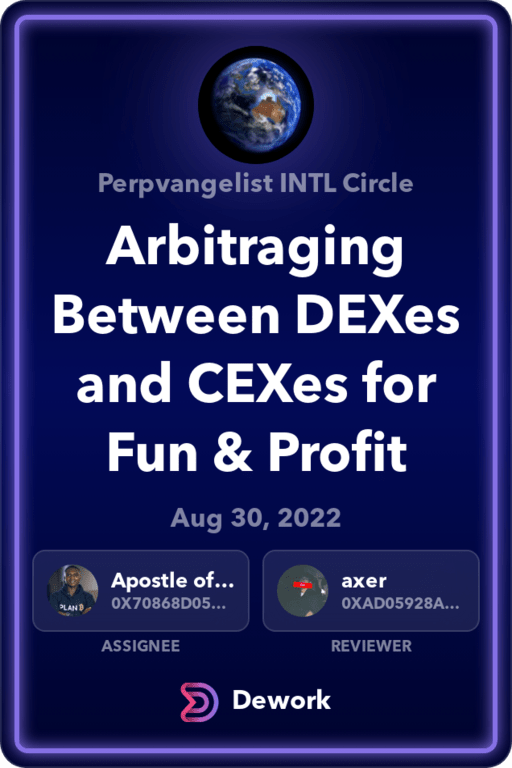 Perpvangelist INTL Circle
Arbitraging
Between DEXes
and CEXes for
Fun & Profit
Aug 30, 2022
Apostle of...
0X70868D05...
axer
0XAD05928A...
ASSIGNEE
REVIEWER
PLAN B
Dework